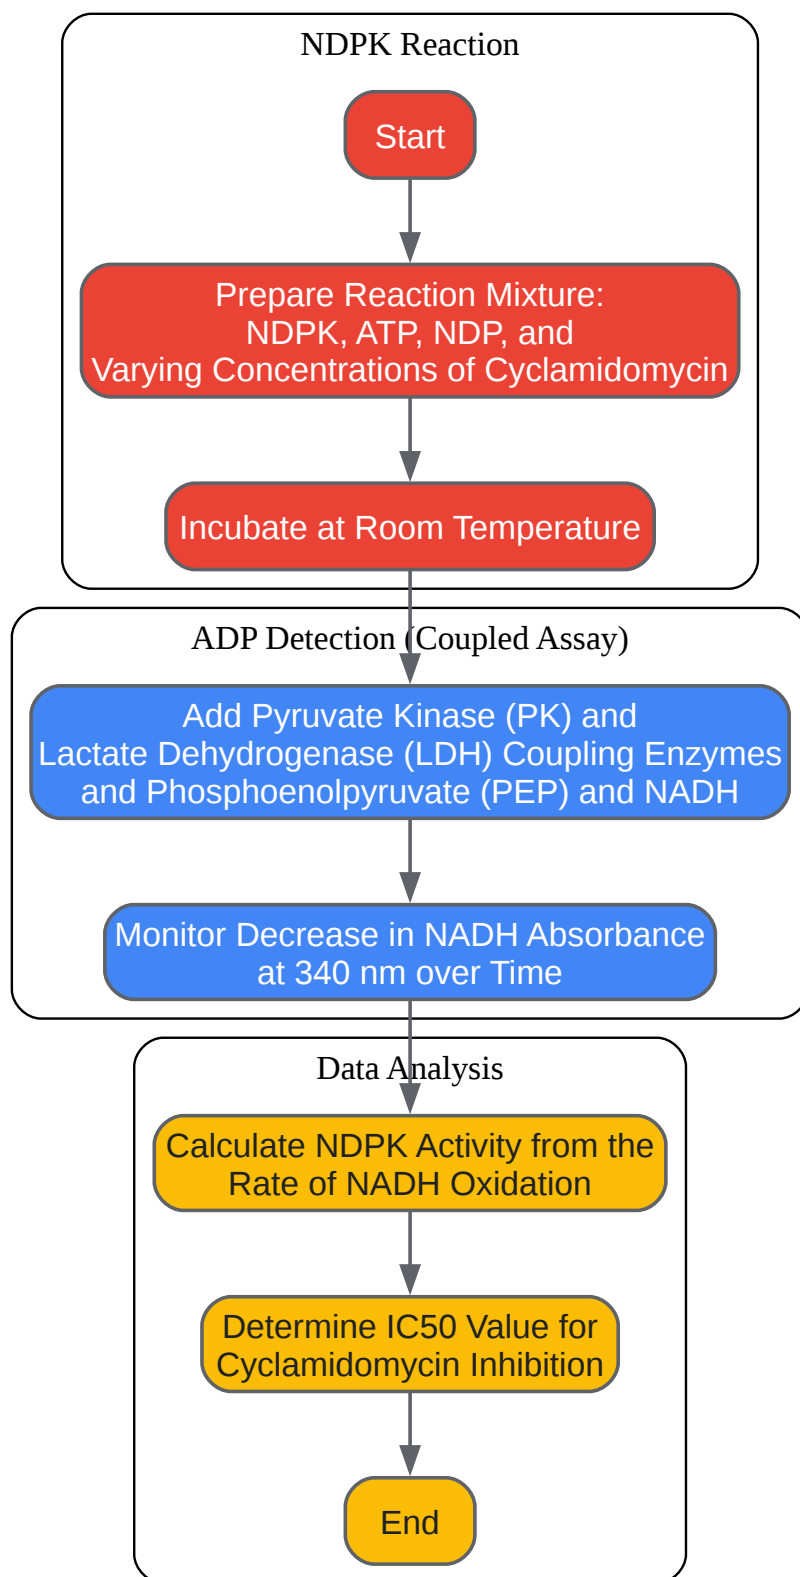 NDPK Reaction
Start
Prepare Reaction Mixture:
NDPK, ATP, NDP, and
Varying Concentrations of Cyclamidomycin
Incubate at Room Temperature
ADP Detection (Coupled Assay)
Add Pyruvate Kinase (PK) and
Lactate Dehydrogenase (LDH) Coupling Enzymes
and Phosphoenolpyruvate (PEP) and NADH
Monitor Decrease in NADH Absorbance
at 340 nm over Time
Data Analysis
Calculate NDPK Activity from the
Rate of NADH Oxidation
Determine IC50 Value for
Cyclamidomycin Inhibition
End